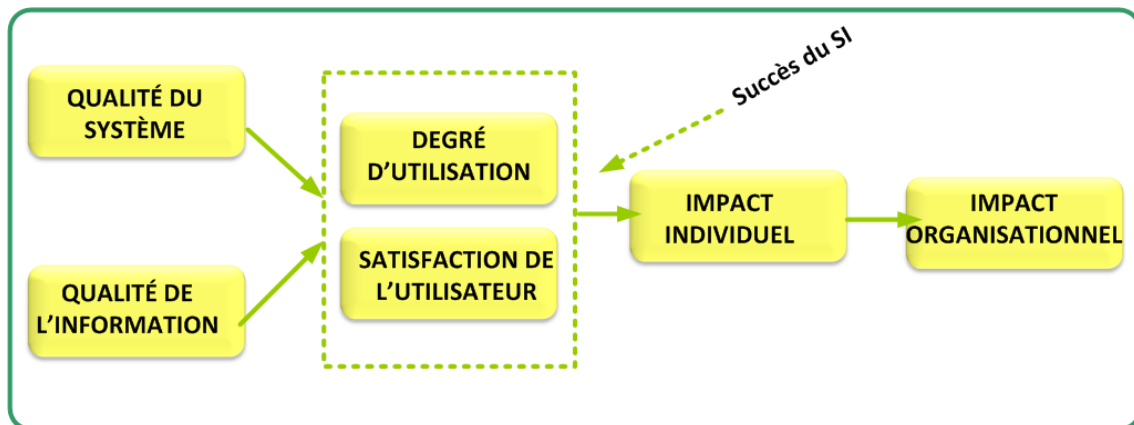 QUALITÉ DU
SYSTÈME
QUALITÉ DE
L’INFORMATION
DEGRÉ
D’UTILISATION
SATISFACTION DE
L’UTILISATEUR
Succès du SI
IMPACT
INDIVIDUEL
IMPACT
ORGANISATIONNEL